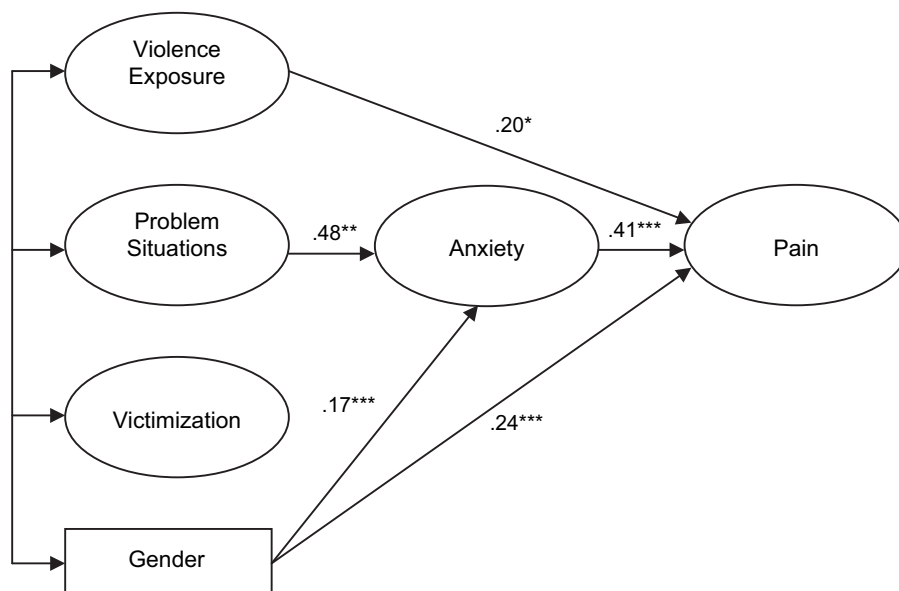 Violence
Exposure
.20*
Problem
Situations
.48**
Anxiety
.41***
Pain
Victimization
.17***
.24***
Gender